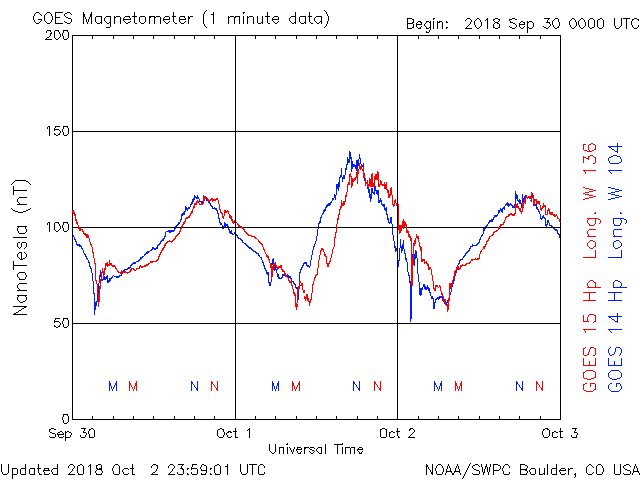 GOES Magnetometer (1 minute data)
Begin: 2018 Sep 30 0000 UTC
200
150
100
50
0
NanoTesla (nT)
M M N N M M N N M M N N
Sep 30 Oct 1 Oct 2 Oct 3
Universal Time
GOES 15 Hp Long. W 136
GOES 14 Hp Long. W 104
Updated 2018 Oct 2 23:59:01 UTC
NOAA/SWPC Boulder, CO USA